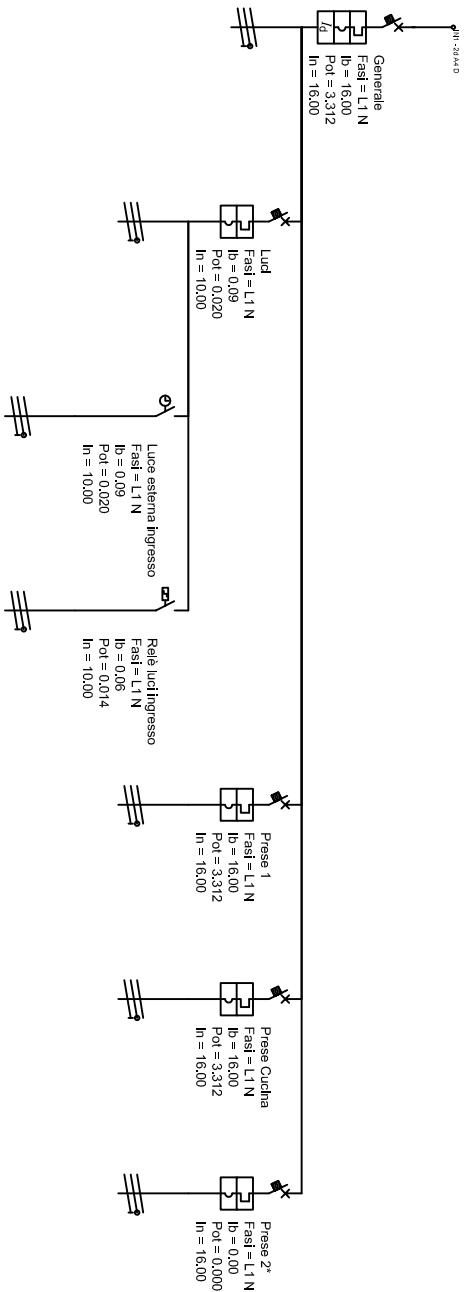 Generale
Fasi = L1 N
Ib = 16.00
Pot = 3.312
In = 16.00
Id
Luci
Fasi = L1 N
Ib = 0.09
Pot = 0.020
In = 10.00
Luce esterna ingresso
Fasi = L1 N
Ib = 0.09
Pot = 0.020
In = 10.00
Relè luci ingresso
Fasi = L1 N
Ib = 0.06
Pot = 0.014
In = 10.00
Prese 1
Fasi = L1 N
Ib = 16.00
Pot = 3.312
In = 16.00
Prese Cucina
Fasi = L1 N
Ib = 16.00
Pot = 3.312
In = 16.00
Prese 2*
Fasi = L1 N
Ib = 0.00
Pot = 0.000
In = 16.00